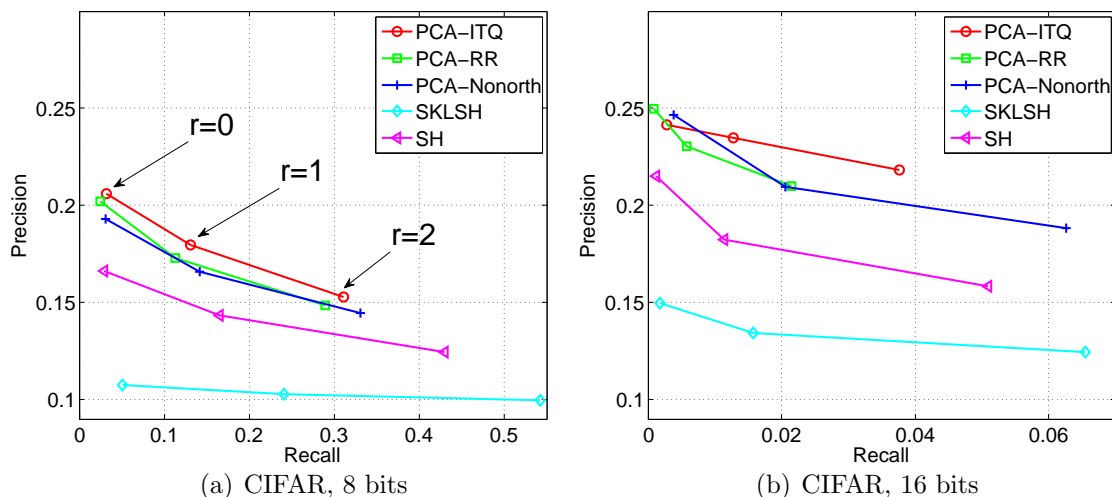 PCA−ITQ
PCA−RR
PCA−Nonorth
SKLSH
SH
r=0
r=1
r=2
0.25
0.2
0.15
0.1
Precision
0 0.1 0.2 0.3 0.4 0.5
Recall
(a) CIFAR, 8 bits
PCA−ITQ
PCA−RR
PCA−Nonorth
SKLSH
SH
0.25
0.2
0.15
0.1
Precision
0 0.02 0.04 0.06
Recall
(b) CIFAR, 16 bits